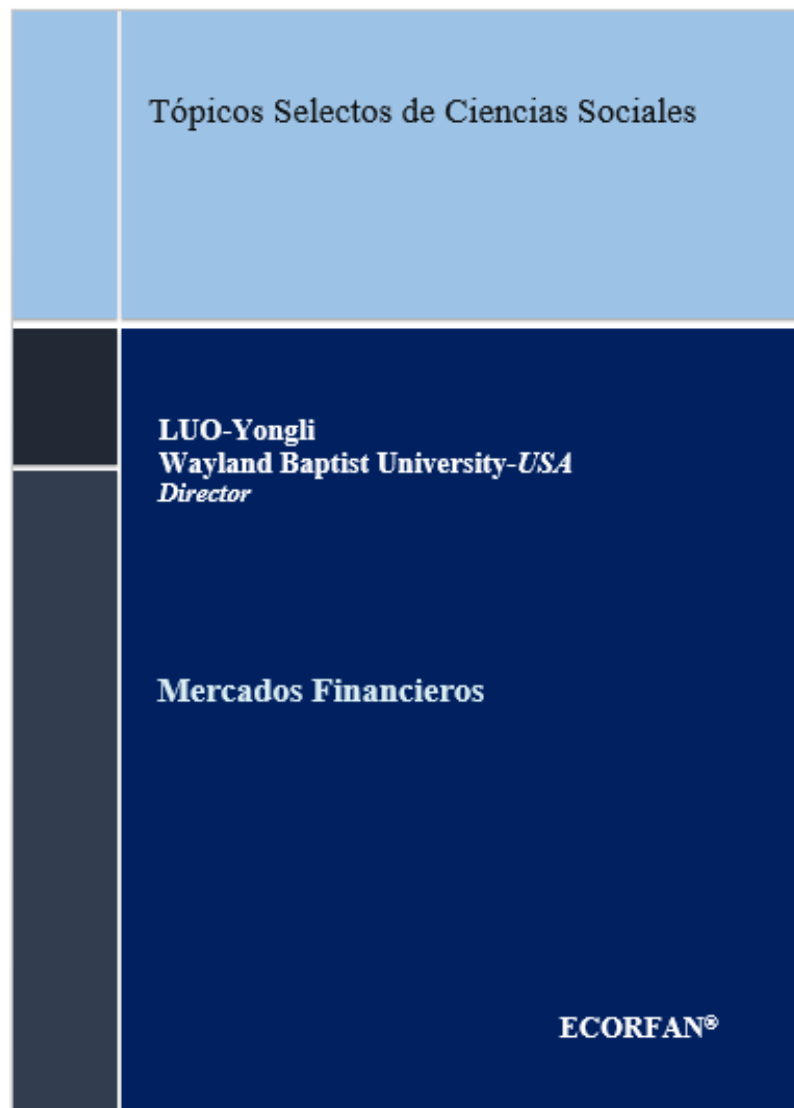 Tópicos Selectos de Ciencias Sociales
LUO-Yongli
Wayland Baptist University-USA
Director
Mercados Financieros
ECORFAN®